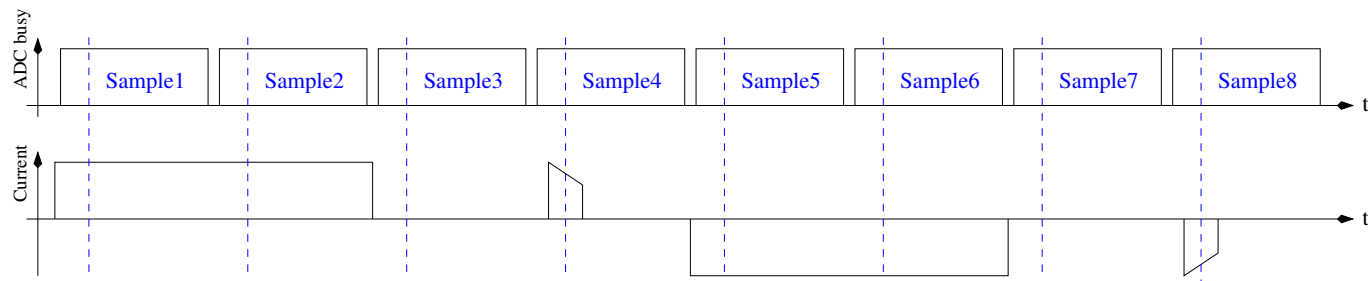 ADC busy
Sample1 Sample2 Sample3 Sample4 Sample5 Sample6 Sample7 Sample8
t
Current
t